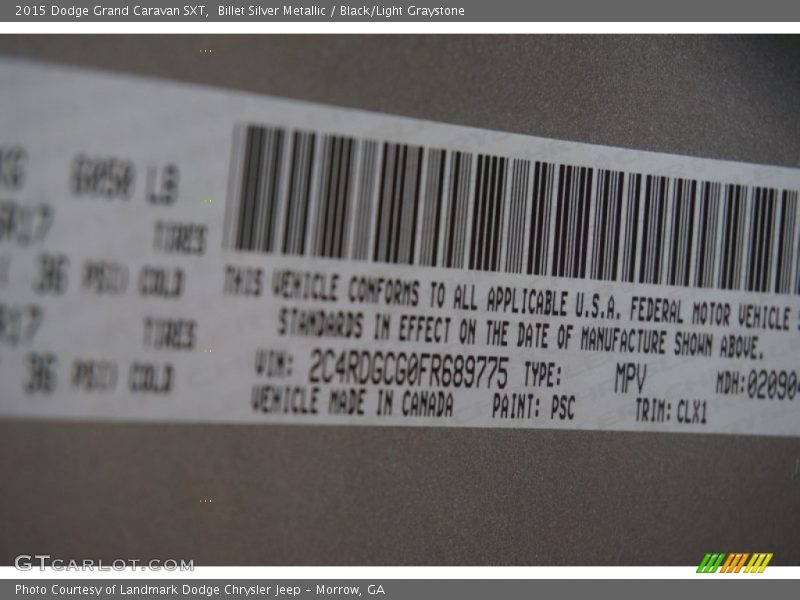 2015 Dodge Grand Caravan SXT, Billet Silver Metallic / Black/Light Graystone
6050 LB
TIRES
36 PSI) COLD
TIRES
36 PSI) COLD
THIS VEHICLE CONFORMS TO ALL APPLICABLE U.S.A. FEDERAL MOTOR VEHICLE
STANDARDS IN EFFECT ON THE DATE OF MANUFACTURE SHOWN ABOVE.
VIN: 2C4RDGCG0FR689775 TYPE: MPV MDH:02090
VEHICLE MADE IN CANADA PAINT: PSC TRIM: CLX1
GTCARLOT.COM
Photo Courtesy of Landmark Dodge Chrysler Jeep – Morrow, GA